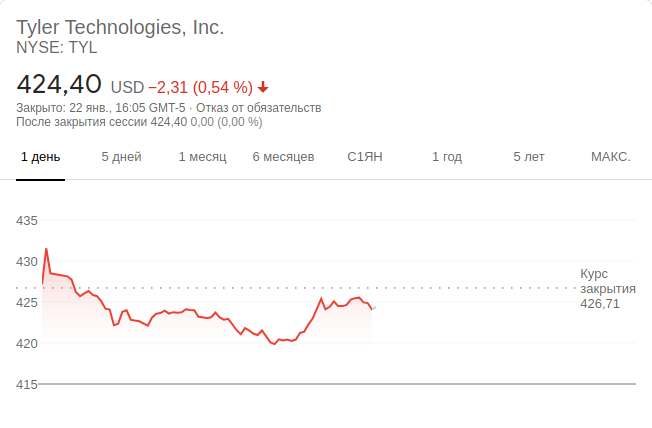 Tyler Technologies, Inc.
NYSE: TYL
424,40 USD −2,31 (0,54 %)
Закрыто: 22 янв., 16:05 GMT-5 · Отказ от обязательств
После закрытия сессии 424,40 0,00 (0,00 %)
1 день 5 дней 1 месяц 6 месяцев С1ЯН 1 год 5 лет МАКС.
435
430
Курс
закрытия
426,71
425
420
415